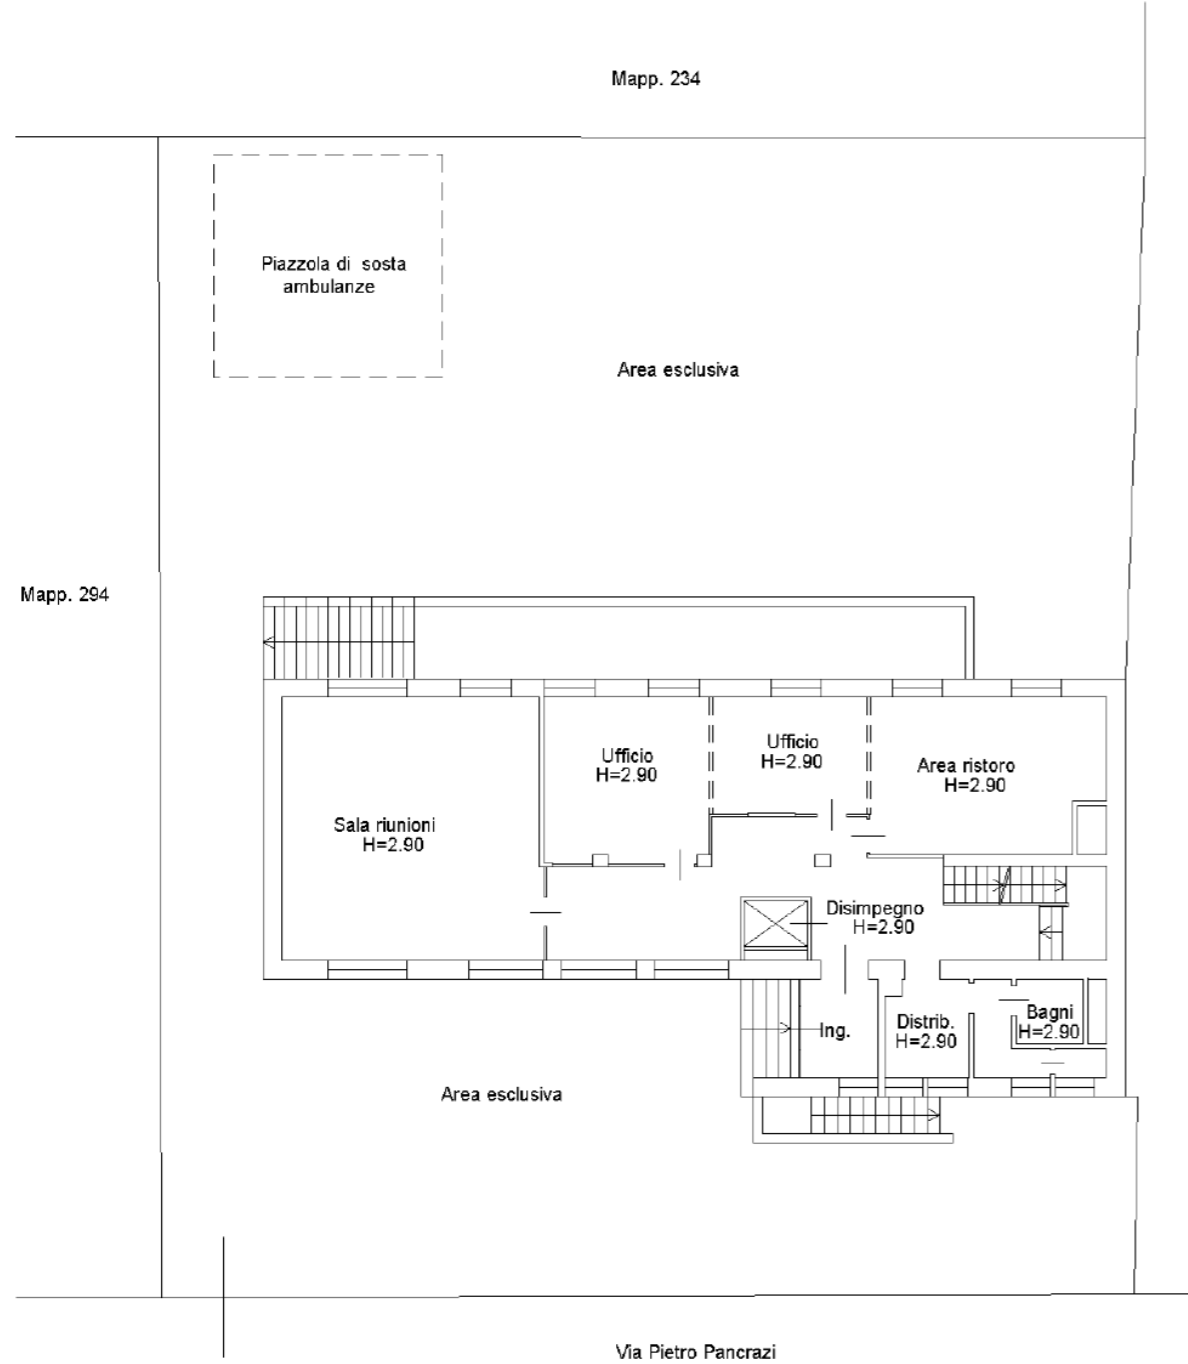 Mapp. 234
Piazzola di sosta
ambulanze
Area esclusiva
Mapp. 294
Ufficio
H=2.90
Ufficio
H=2.90
Area ristoro
H=2.90
Sala riunioni
H=2.90
Disimpegno
H=2.90
Ing.
Distrib.
H=2.90
Bagni
H=2.90
Area esclusiva
Via Pietro Pancrazi